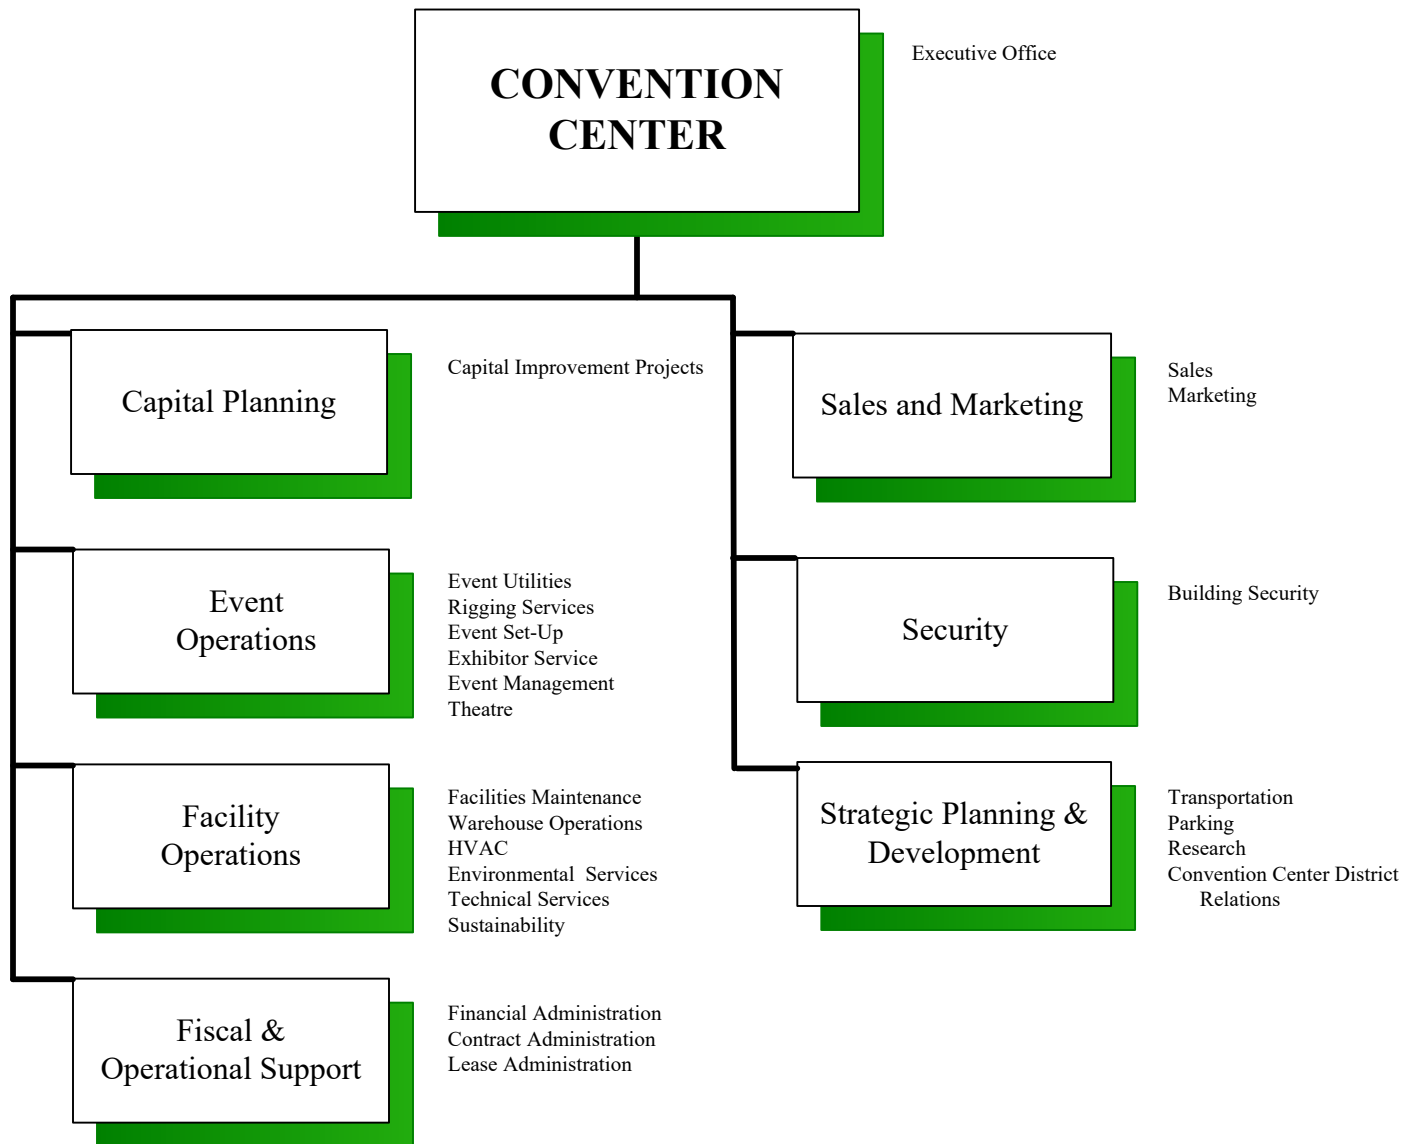 CONVENTION
CENTER
Executive Office
Capital Planning
Capital Improvement Projects
Event
Operations
Event Utilities
Rigging Services
Event Set-Up
Exhibitor Service
Event Management
Theatre
Facility
Operations
Facilities Maintenance
Warehouse Operations
HVAC
Environmental  Services
Technical Services
Sustainability
Fiscal &
Operational Support
Financial Administration
Contract Administration
Lease Administration
Sales and Marketing
Sales
Marketing
Security
Building Security
Strategic Planning &
Development
Transportation
Parking
Research
Convention Center District
Relations